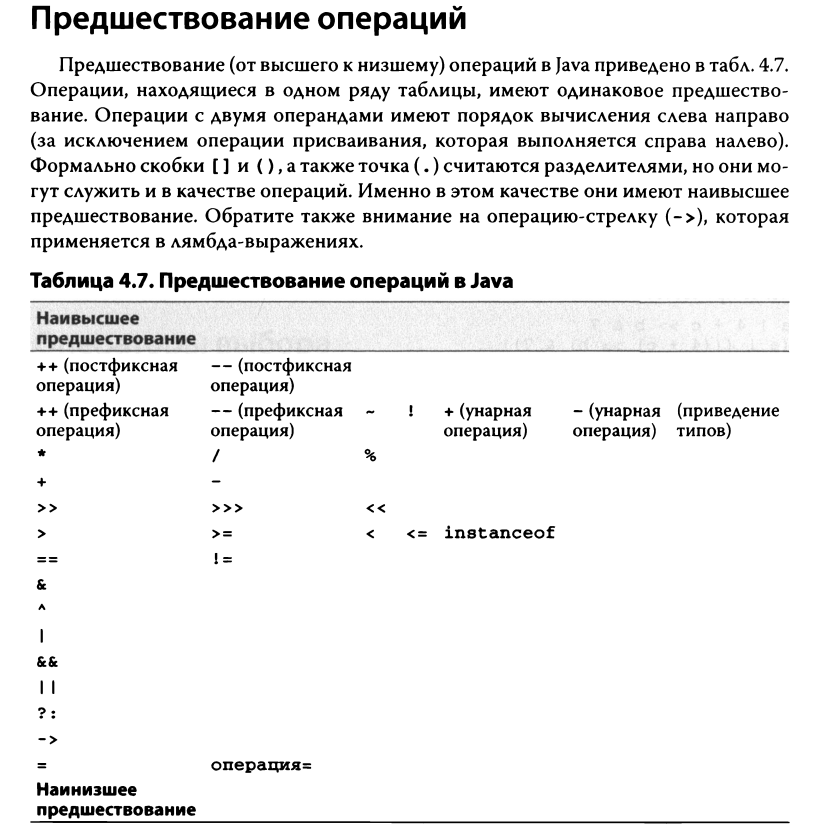 Предшествование операций
Предшествование (от высшего к низшему) операций в Java приведено в табл. 4.7.
Операции, находящиеся в одном ряду таблицы, имеют одинаковое предшество-
вание. Операции с двумя операндами имеют порядок вычисления слева направо
(за исключением операции присваивания, которая выполняется справа налево).
Формально скобки [] и (), а также точка (.) считаются разделителями, но они мо-
гут служить и в качестве операций. Именно в этом качестве они имеют наивысшее
предшествование. Обратите также внимание на операцию-стрелку (->), которая
применяется в лямбда-выражениях.
Таблица 4.7. Предшествование операций в Java
Наивысшее
предшествование
++ (постфиксная -- (постфиксная
операция) операция)
++ (префиксная -- (префиксная ~ ! + (унарная - (унарная (приведение
операция) операция) операция) операция) типов)
* / %
+ -
>> >>> <<
> >= < <= instanceof
== !=
&
^
|
&&
||
?:
->
= операция=
Наинизшее
предшествование